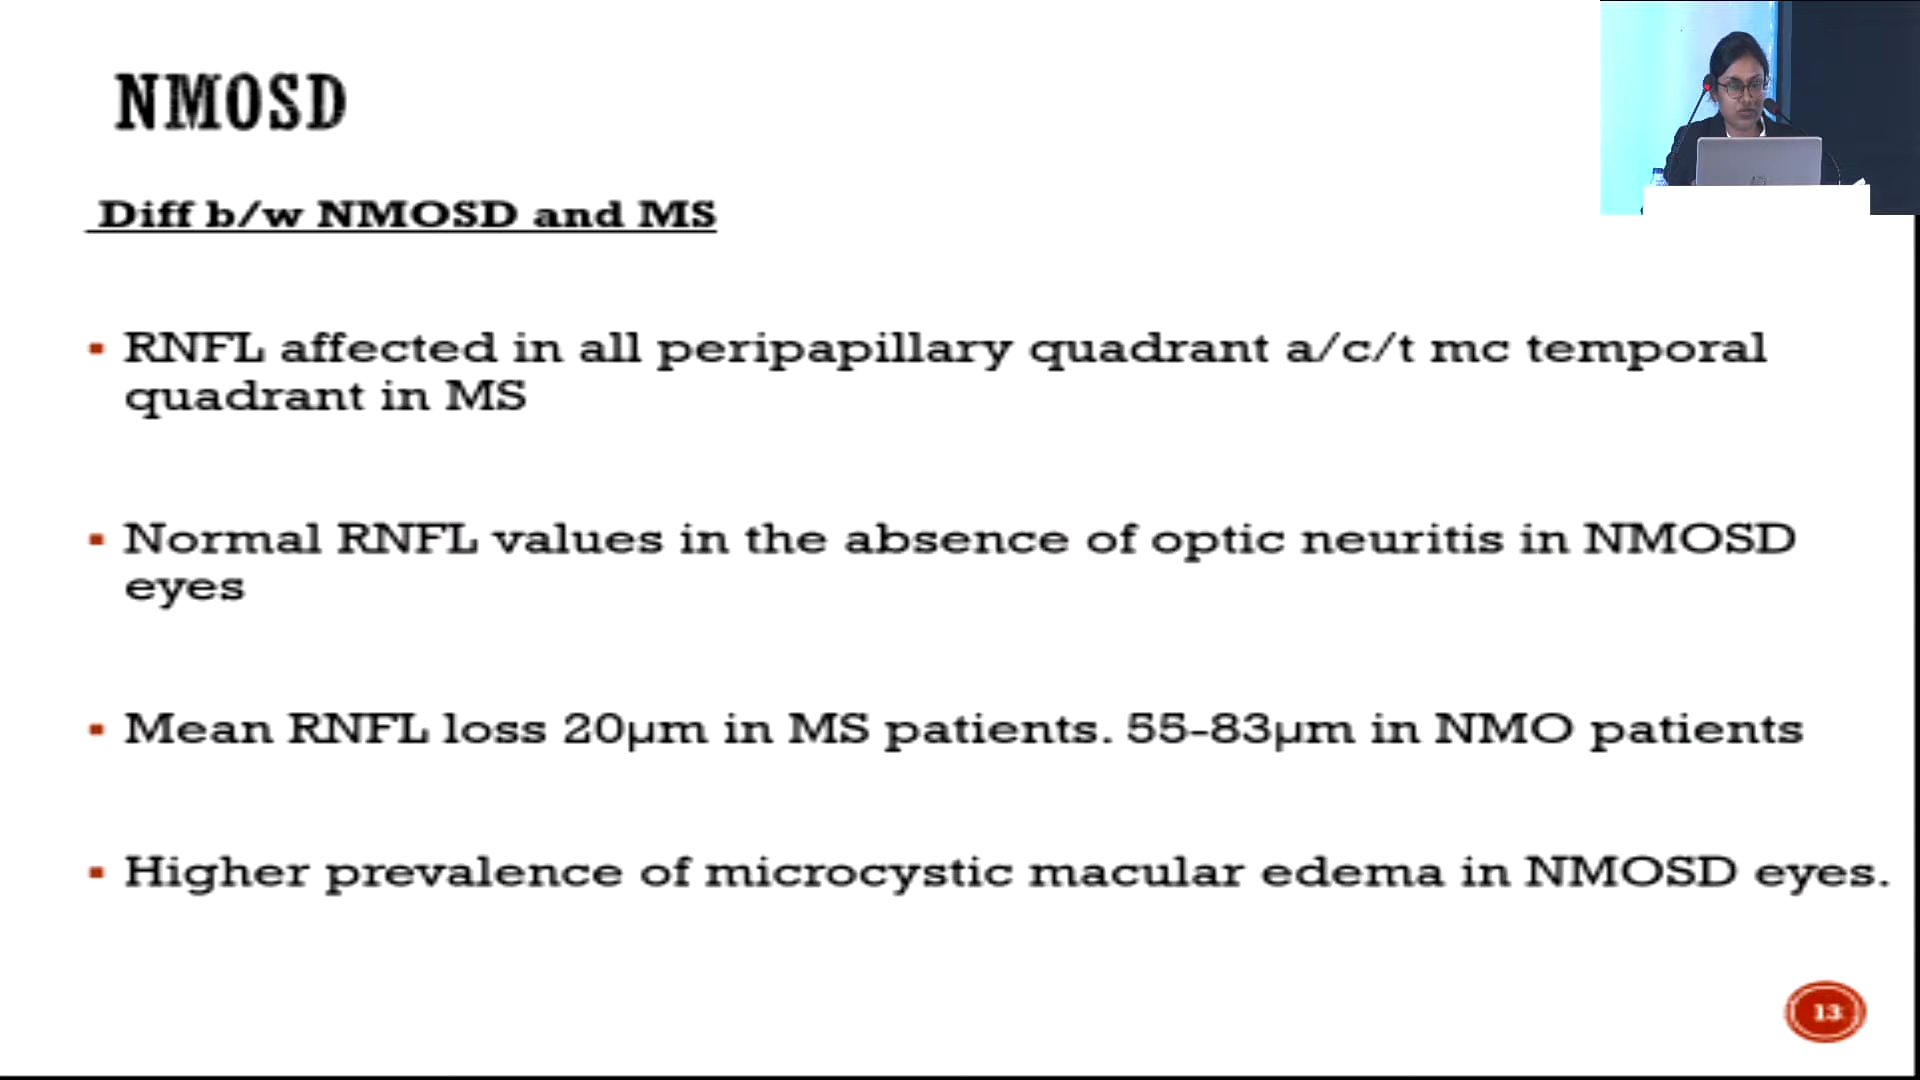 NMOSD
Diff b/w NMOSD and MS
RNFL affected in all peripapillary quadrant a/c/t mc temporal
quadrant in MS
Normal RNFL values in the absence of optic neuritis in NMOSD
eyes
Mean RNFL loss 20µm in MS patients. 55-83µm in NMO patients
Higher prevalence of microcystic macular edema in NMOSD eyes.
13